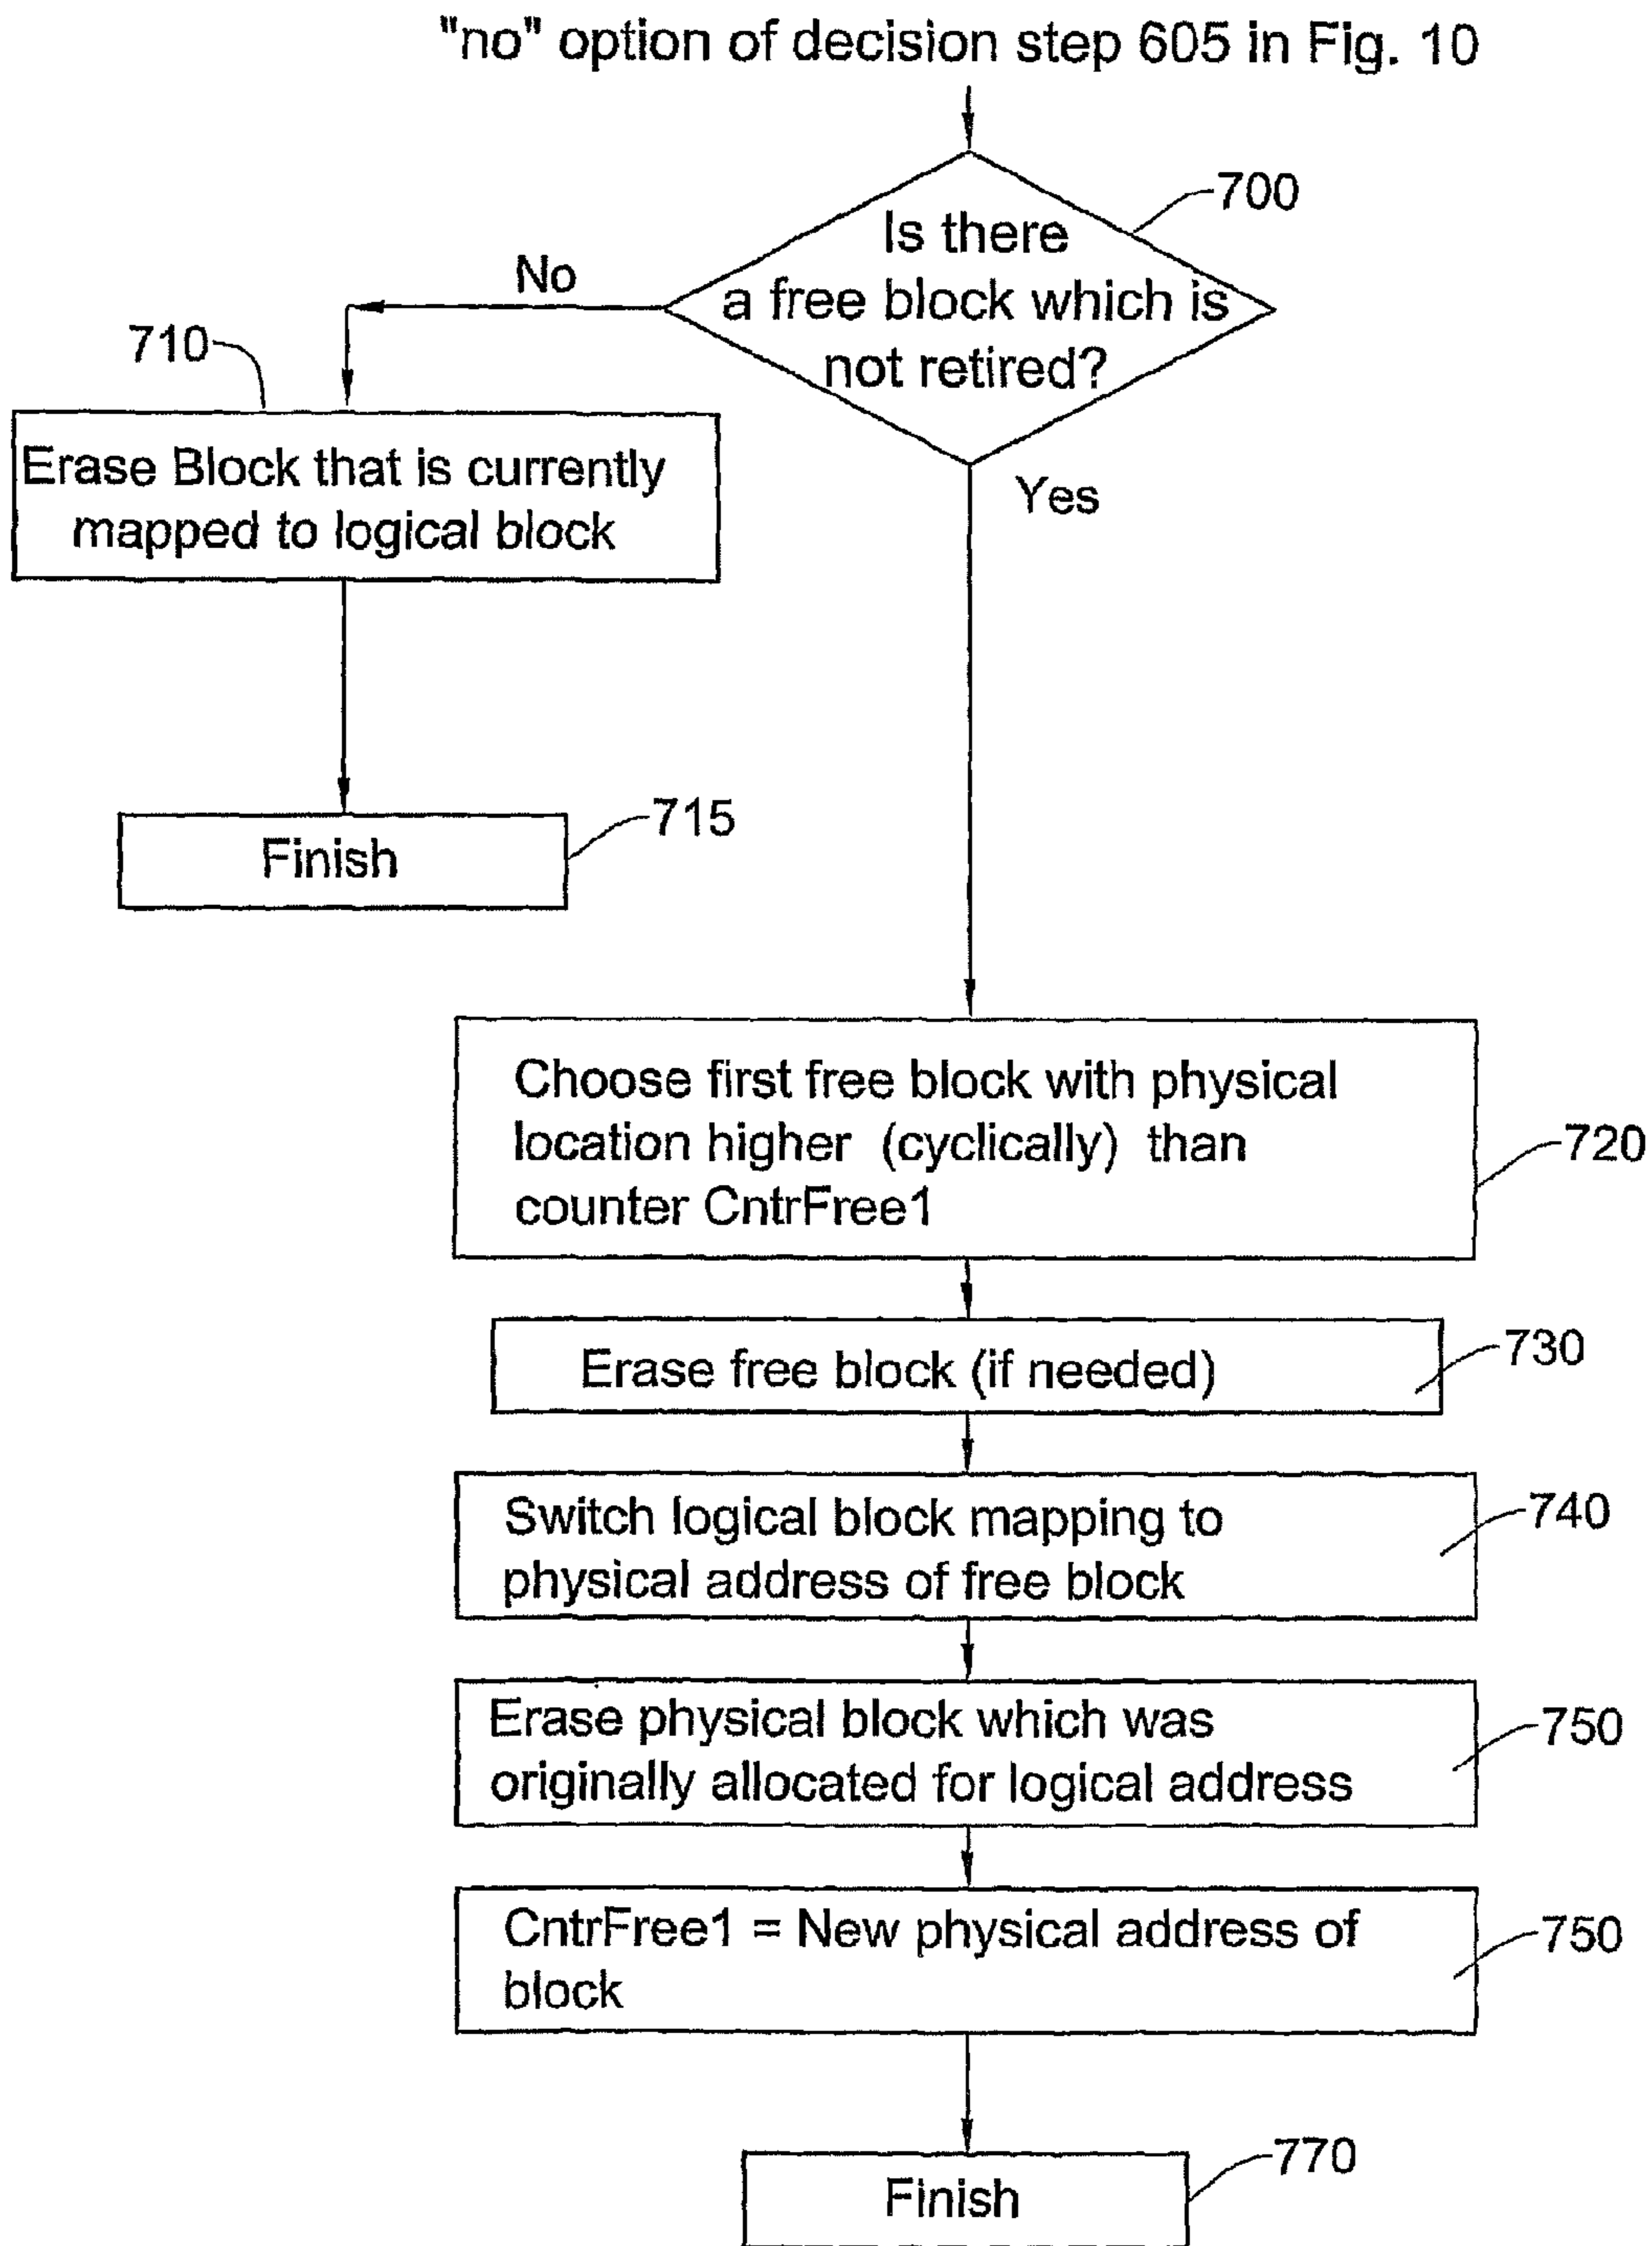 "no" option of decision step 605 in Fig. 10
700
Is there
a free block which is
not retired?
No
Yes
710
Erase Block that is currently
mapped to logical block
715
Finish
Choose first free block with physical
location higher (cyclically) than
counter CntrFree1
720
Erase free block (if needed)
730
Switch logical block mapping to
physical address of free block
740
Erase physical block which was
originally allocated for logical address
750
CntrFree1 = New physical address of
block
750
Finish
770